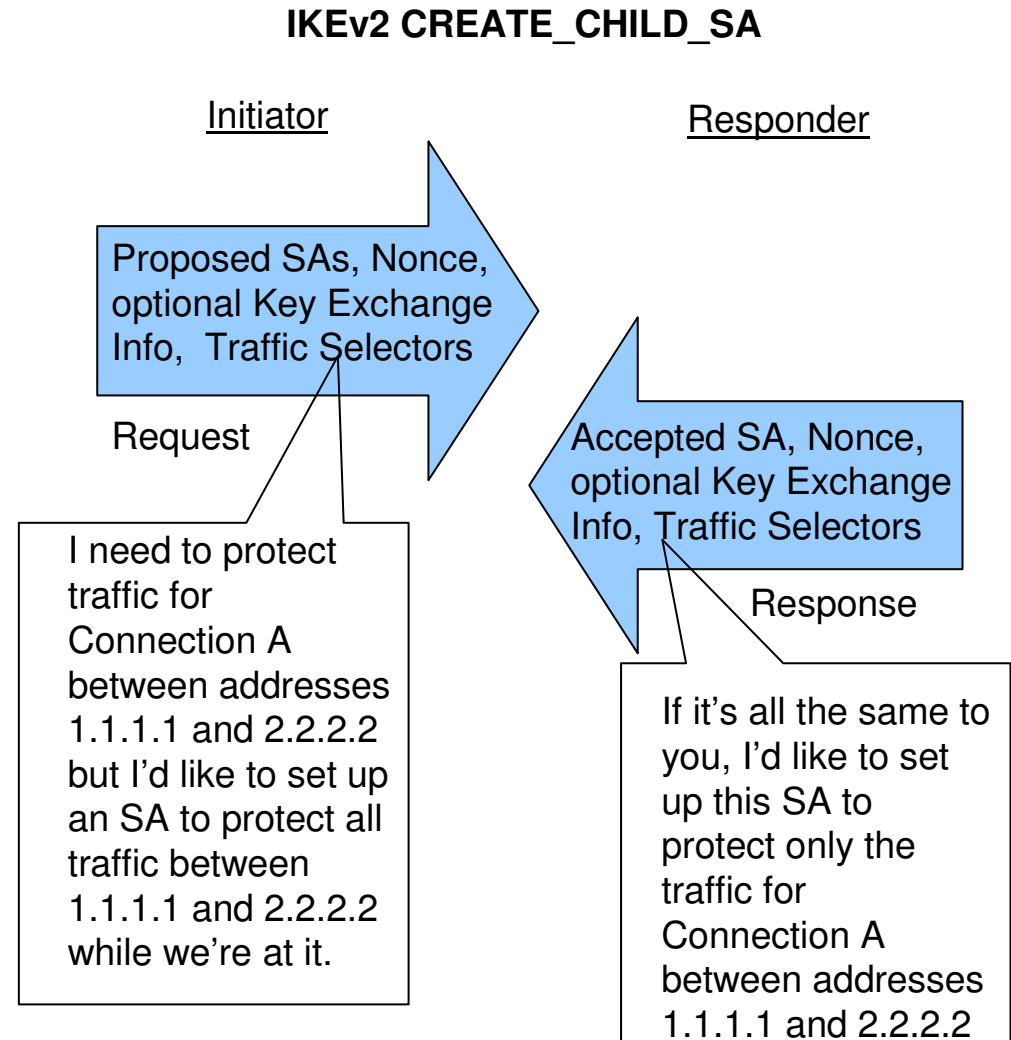 IKEv2 CREATE_CHILD_SA
Initiator
Responder
Proposed SAs, Nonce,
optional Key Exchange
Info,  Traffic Selectors
Request
Accepted SA, Nonce,
optional Key Exchange
Info, Traffic Selectors
Response
I need to protect
traffic for
Connection A
between addresses
1.1.1.1 and 2.2.2.2
but I’d like to set up
an SA to protect all
traffic between
1.1.1.1 and 2.2.2.2
while we’re at it.
If it's all the same to
you, I’d like to set
up this SA to
protect only the
traffic for
Connection A
between addresses
1.1.1.1 and 2.2.2.2